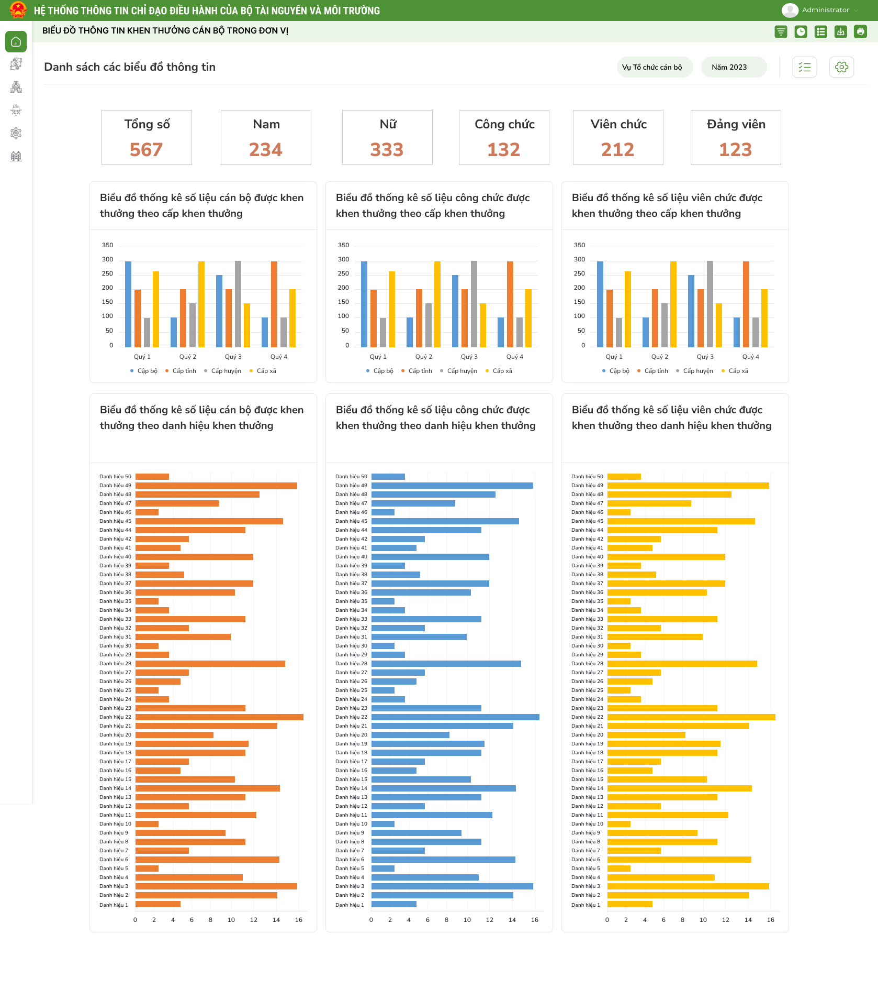 HỆ THỐNG THÔNG TIN CHỈ ĐẠO ĐIỀU HÀNH CỦA BỘ TÀI NGUYÊN VÀ MÔI TRƯỜNG
Administrator
BIỂU ĐỒ THÔNG TIN KHEN THƯỞNG CÁN BỘ TRONG ĐƠN VỊ
Danh sách các biểu đồ thông tin
Vụ Tổ chức cán bộ
Năm 2023
Tổng số
567
Nam
234
Nữ
333
Công chức
132
Viên chức
212
Đảng viên
123
Biểu đồ thống kê số liệu cán bộ được khen
thưởng theo cấp khen thưởng
350
300
250
200
150
100
50
0
Quý 1 Quý 2 Quý 3 Quý 4
Cập bộ Cấp tỉnh Cấp huyện Cấp xã
Biểu đồ thống kê số liệu công chức được
khen thưởng theo cấp khen thưởng
350
300
250
200
150
100
50
0
Quý 1 Quý 2 Quý 3 Quý 4
Cập bộ Cấp tỉnh Cấp huyện Cấp xã
Biểu đồ thống kê số liệu viên chức được
khen thưởng theo cấp khen thưởng
350
300
250
200
150
100
50
0
Quý 1 Quý 2 Quý 3 Quý 4
Cập bộ Cấp tỉnh Cấp huyện Cấp xã
Biểu đồ thống kê số liệu cán bộ được khen
thưởng theo danh hiệu khen thưởng
Danh hiệu 50
Danh hiệu 49
Danh hiệu 48
Danh hiệu 47
Danh hiệu 46
Danh hiệu 45
Danh hiệu 44
Danh hiệu 42
Danh hiệu 41
Danh hiệu 40
Danh hiệu 39
Danh hiệu 38
Danh hiệu 37
Danh hiệu 36
Danh hiệu 35
Danh hiệu 34
Danh hiệu 33
Danh hiệu 32
Danh hiệu 31
Danh hiệu 30
Danh hiệu 29
Danh hiệu 28
Danh hiệu 27
Danh hiệu 26
Danh hiệu 25
Danh hiệu 24
Danh hiệu 23
Danh hiệu 22
Danh hiệu 21
Danh hiệu 20
Danh hiệu 19
Danh hiệu 18
Danh hiệu 17
Danh hiệu 16
Danh hiệu 15
Danh hiệu 14
Danh hiệu 13
Danh hiệu 12
Danh hiệu 11
Danh hiệu 10
Danh hiệu 9
Danh hiệu 8
Danh hiệu 7
Danh hiệu 6
Danh hiệu 5
Danh hiệu 4
Danh hiệu 3
Danh hiệu 2
Danh hiệu 1
0 2 4 6 8 10 12 14 16
Biểu đồ thống kê số liệu công chức được
khen thưởng theo danh hiệu khen thưởng
Danh hiệu 50
Danh hiệu 49
Danh hiệu 48
Danh hiệu 47
Danh hiệu 46
Danh hiệu 45
Danh hiệu 44
Danh hiệu 42
Danh hiệu 41
Danh hiệu 40
Danh hiệu 39
Danh hiệu 38
Danh hiệu 37
Danh hiệu 36
Danh hiệu 35
Danh hiệu 34
Danh hiệu 33
Danh hiệu 32
Danh hiệu 31
Danh hiệu 30
Danh hiệu 29
Danh hiệu 28
Danh hiệu 27
Danh hiệu 26
Danh hiệu 25
Danh hiệu 24
Danh hiệu 23
Danh hiệu 22
Danh hiệu 21
Danh hiệu 20
Danh hiệu 19
Danh hiệu 18
Danh hiệu 17
Danh hiệu 16
Danh hiệu 15
Danh hiệu 14
Danh hiệu 13
Danh hiệu 12
Danh hiệu 11
Danh hiệu 10
Danh hiệu 9
Danh hiệu 8
Danh hiệu 7
Danh hiệu 6
Danh hiệu 5
Danh hiệu 4
Danh hiệu 3
Danh hiệu 2
Danh hiệu 1
0 2 4 6 8 10 12 14 16
Biểu đồ thống kê số liệu viên chức được
khen thưởng theo danh hiệu khen thưởng
Danh hiệu 50
Danh hiệu 49
Danh hiệu 48
Danh hiệu 47
Danh hiệu 46
Danh hiệu 45
Danh hiệu 44
Danh hiệu 42
Danh hiệu 41
Danh hiệu 40
Danh hiệu 39
Danh hiệu 38
Danh hiệu 37
Danh hiệu 36
Danh hiệu 35
Danh hiệu 34
Danh hiệu 33
Danh hiệu 32
Danh hiệu 31
Danh hiệu 30
Danh hiệu 29
Danh hiệu 28
Danh hiệu 27
Danh hiệu 26
Danh hiệu 25
Danh hiệu 24
Danh hiệu 23
Danh hiệu 22
Danh hiệu 21
Danh hiệu 20
Danh hiệu 19
Danh hiệu 18
Danh hiệu 17
Danh hiệu 16
Danh hiệu 15
Danh hiệu 14
Danh hiệu 13
Danh hiệu 12
Danh hiệu 11
Danh hiệu 10
Danh hiệu 9
Danh hiệu 8
Danh hiệu 7
Danh hiệu 6
Danh hiệu 5
Danh hiệu 4
Danh hiệu 3
Danh hiệu 2
Danh hiệu 1
0 2 4 6 8 10 12 14 16